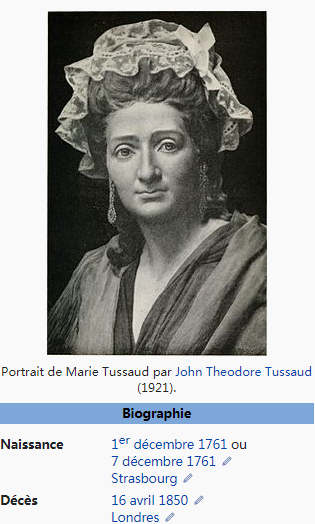 Portrait de Marie Tussaud par John Theodore Tussaud
(1921).
Biographie
Naissance 1er décembre 1761 ou
7 décembre 1761
Strasbourg
Décès 16 avril 1850
Londres